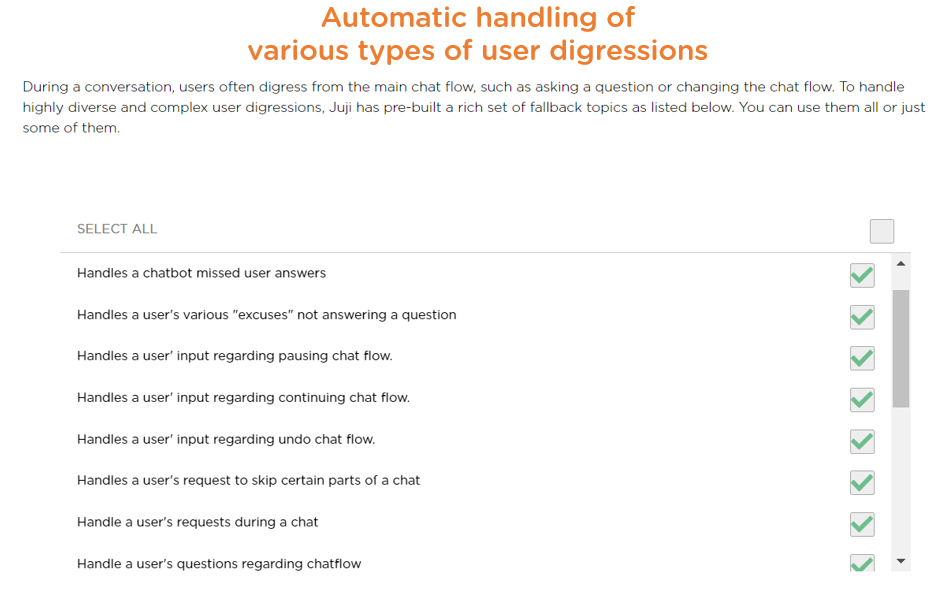 Automatic handling of
various types of user digressions
During a conversation, users often digress from the main chat flow, such as asking a question or changing the chat flow. To handle
highly diverse and complex user digressions, Juji has pre-built a rich set of fallback topics as listed below. You can use them all or just
some of them.
SELECT ALL
Handles a chatbot missed user answers
Handles a user's various "excuses" not answering a question
Handles a user' input regarding pausing chat flow.
Handles a user' input regarding continuing chat flow.
Handles a user' input regarding undo chat flow.
Handles a user's request to skip certain parts of a chat
Handle a user's requests during a chat
Handle a user's questions regarding chatflow